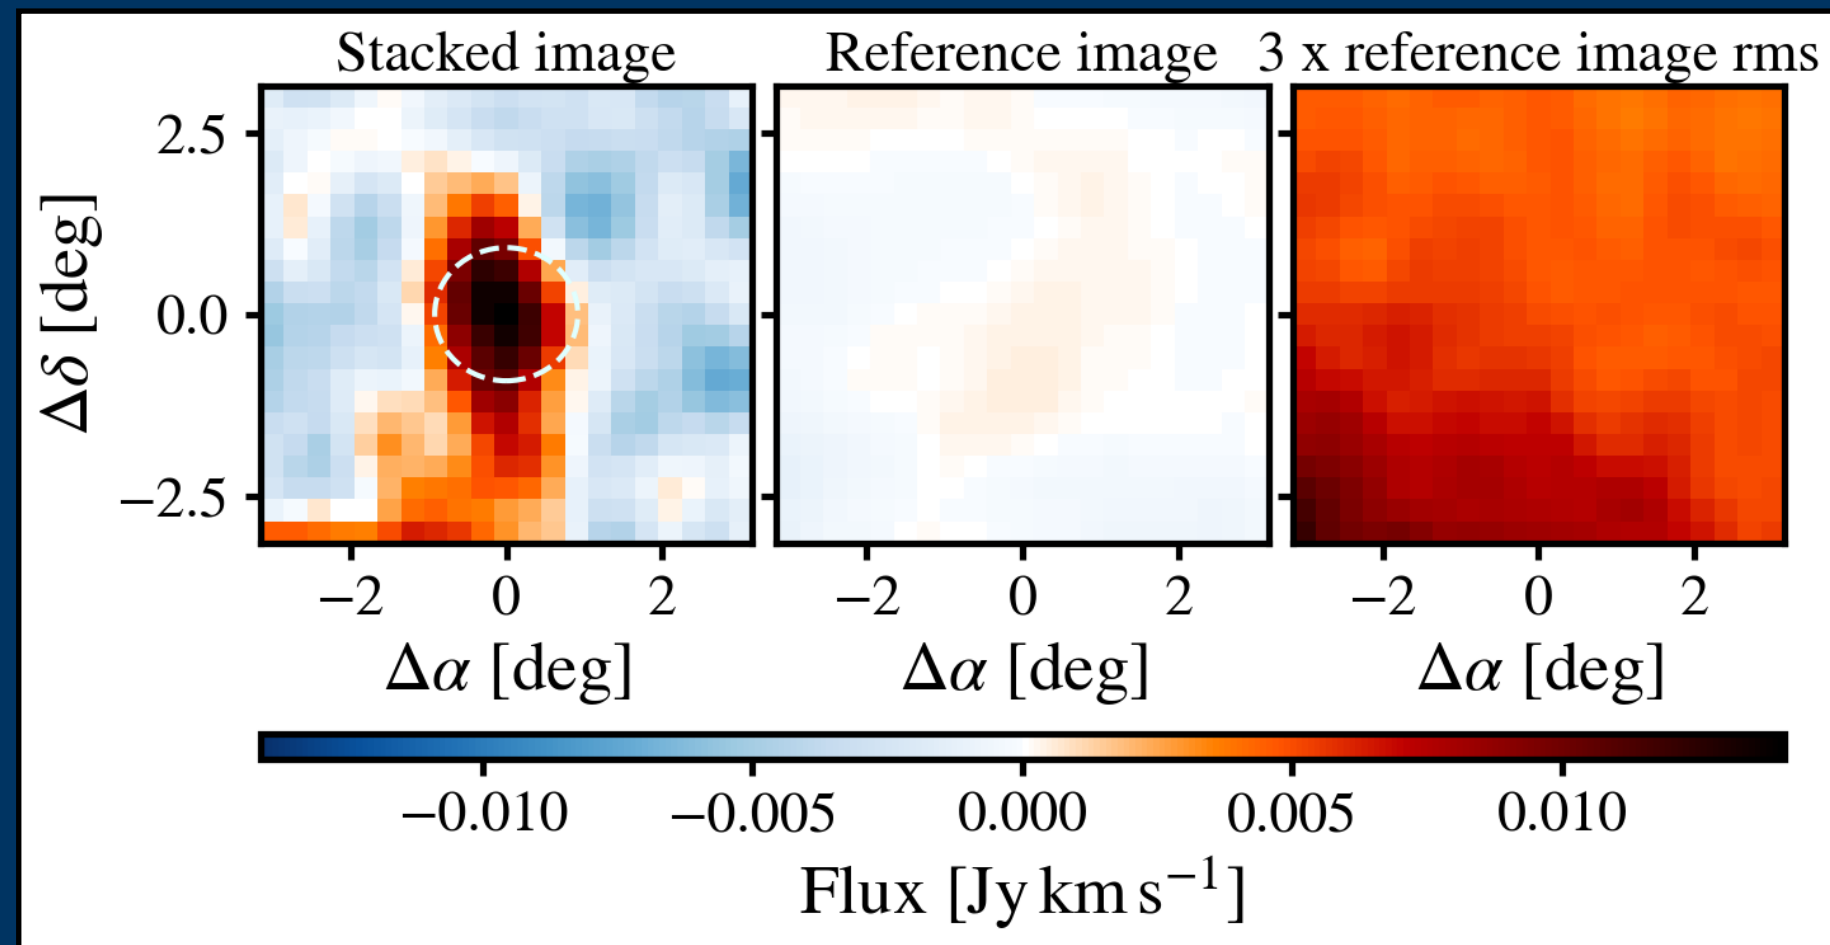 Stacked image
Reference image
3 x reference image rms
2.5
0.0
−2.5
Δδ [deg]
−2 0 2
−2 0 2
−2 0 2
Δα [deg]
Δα [deg]
Δα [deg]
−0.010 −0.005 0.000 0.005 0.010
Flux [Jy km s⁻¹]